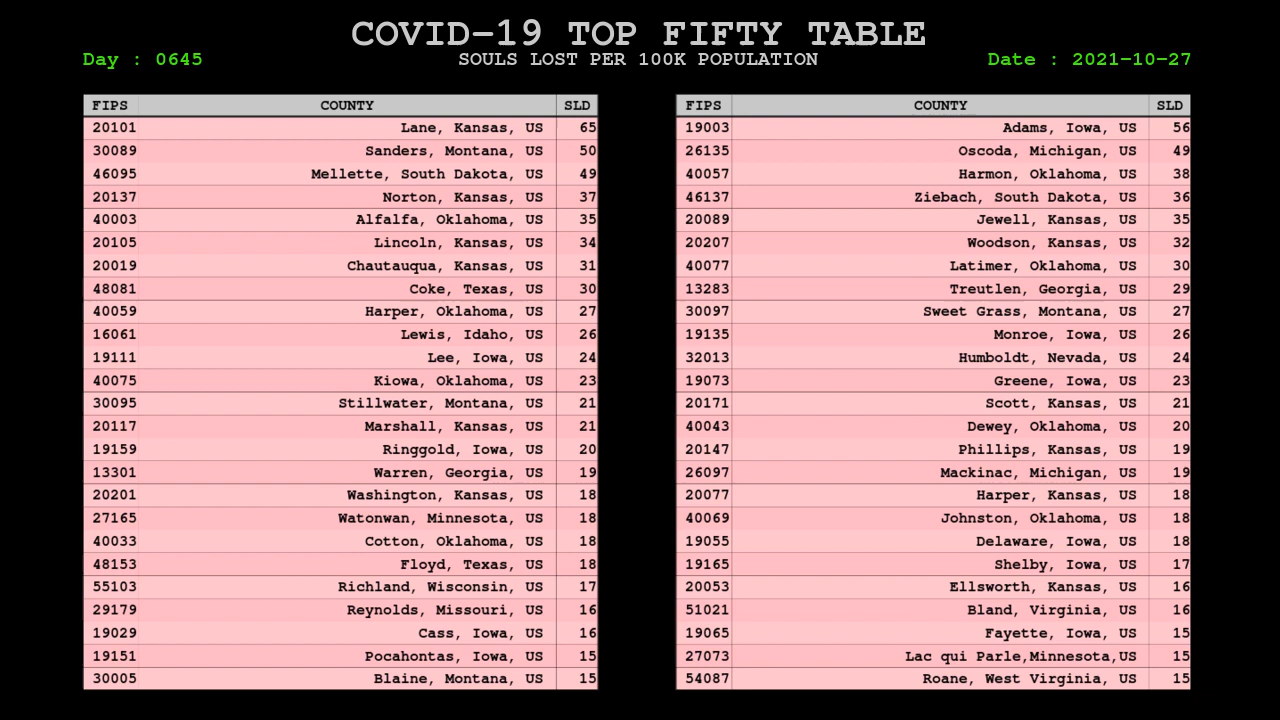 COVID-19 TOP FIFTY TABLE
Day : 0645 SOULS LOST PER 100K POPULATION Date : 2021-10-27
FIPS COUNTY SLD FIPS COUNTY SLD
20101 Lane, Kansas, US 65 19003 Adams, Iowa, US 56
30089 Sanders, Montana, US 50 26135 Oscoda, Michigan, US 49
46095 Mellette, South Dakota, US 49 40057 Harmon, Oklahoma, US 38
20137 Norton, Kansas, US 37 46137 Ziebach, South Dakota, US 36
40003 Alfalfa, Oklahoma, US 35 20089 Jewell, Kansas, US 35
20105 Lincoln, Kansas, US 34 20207 Woodson, Kansas, US 32
20019 Chautauqua, Kansas, US 31 40077 Latimer, Oklahoma, US 30
48081 Coke, Texas, US 30 13283 Treutlen, Georgia, US 29
40059 Harper, Oklahoma, US 27 30097 Sweet Grass, Montana, US 27
16061 Lewis, Idaho, US 26 19135 Monroe, Iowa, US 26
19111 Lee, Iowa, US 24 32013 Humboldt, Nevada, US 24
40075 Kiowa, Oklahoma, US 23 19073 Greene, Iowa, US 23
30095 Stillwater, Montana, US 21 20171 Scott, Kansas, US 21
20117 Marshall, Kansas, US 21 40043 Dewey, Oklahoma, US 20
19159 Ringgold, Iowa, US 20 20147 Phillips, Kansas, US 19
13301 Warren, Georgia, US 19 26097 Mackinac, Michigan, US 19
20201 Washington, Kansas, US 18 20077 Harper, Kansas, US 18
27165 Watonwan, Minnesota, US 18 40069 Johnston, Oklahoma, US 18
40033 Cotton, Oklahoma, US 18 19055 Delaware, Iowa, US 18
48153 Floyd, Texas, US 18 19165 Shelby, Iowa, US 17
55103 Richland, Wisconsin, US 17 20053 Ellsworth, Kansas, US 16
29179 Reynolds, Missouri, US 16 51021 Bland, Virginia, US 16
19029 Cass, Iowa, US 16 19065 Fayette, Iowa, US 15
19151 Pocahontas, Iowa, US 15 27073 Lac qui Parle,Minnesota,US 15
30005 Blaine, Montana, US 15 54087 Roane, West Virginia, US 15